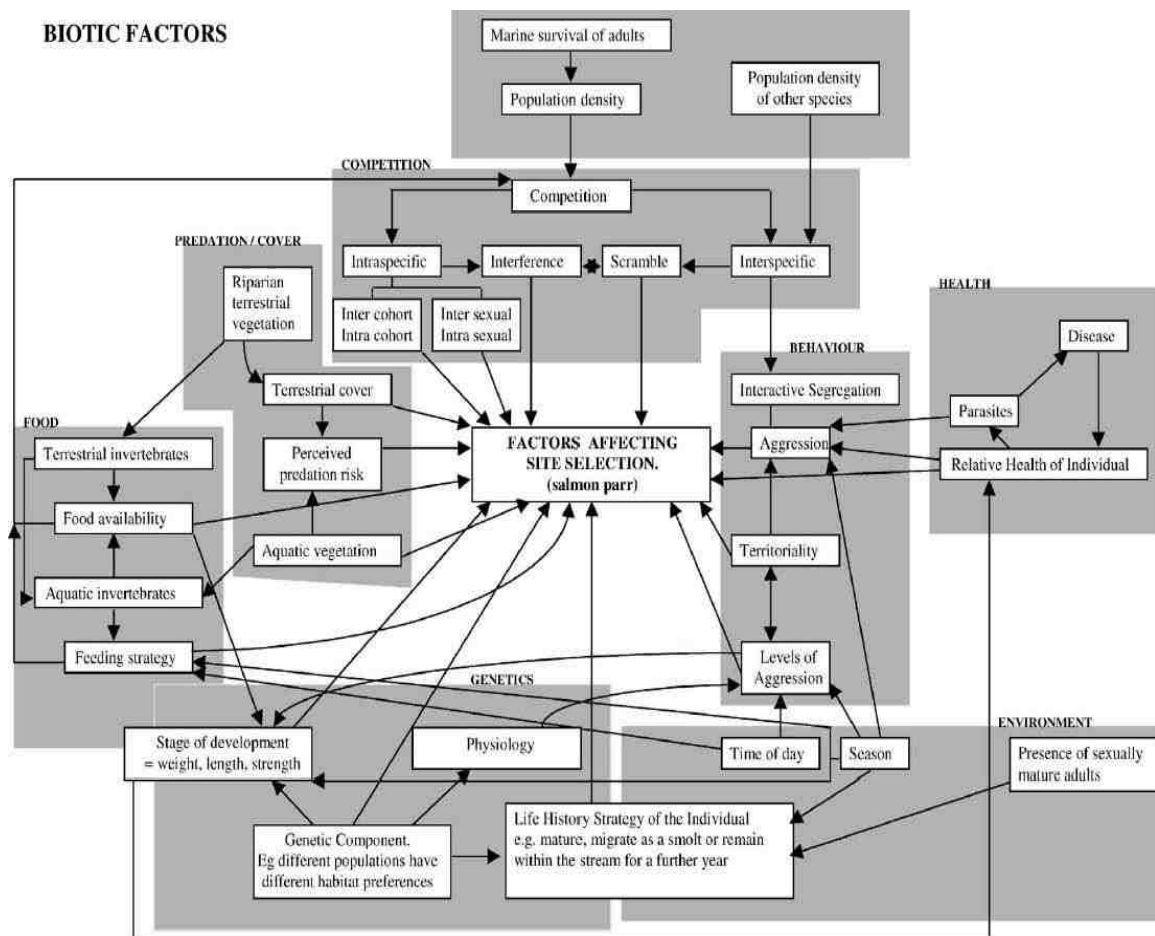 BIOTIC FACTORS
Marine survival of adults
Population density
Population density
of other species
COMPETITION
Competition
PREDATION / COVER
Intraspecific
Interference
Scramble
Interspecific
Riparian
terrestrial
vegetation
Inter cohort
Intra cohort
Inter sexual
Intra sexual
HEALTH
Disease
BEHAVIOUR
Terrestrial cover
Interactive Segregation
Parasites
FOOD
Terrestrial invertebrates
Perceived
predation risk
FACTORS AFFECTING
SITE SELECTION.
(salmon parr)
Aggression
Relative Health of Individual
Food availability
Aquatic vegetation
Territoriality
Aquatic invertebrates
Feeding strategy
Levels of
Aggression
GENETICS
ENVIRONMENT
Stage of development
= weight, length, strength
Physiology
Time of day
Season
Presence of sexually
mature adults
Genetic Component.
Eg different populations have
different habitat preferences
Life History Strategy of the Individual
e.g. mature, migrate as a smolt or remain
within the stream for a further year